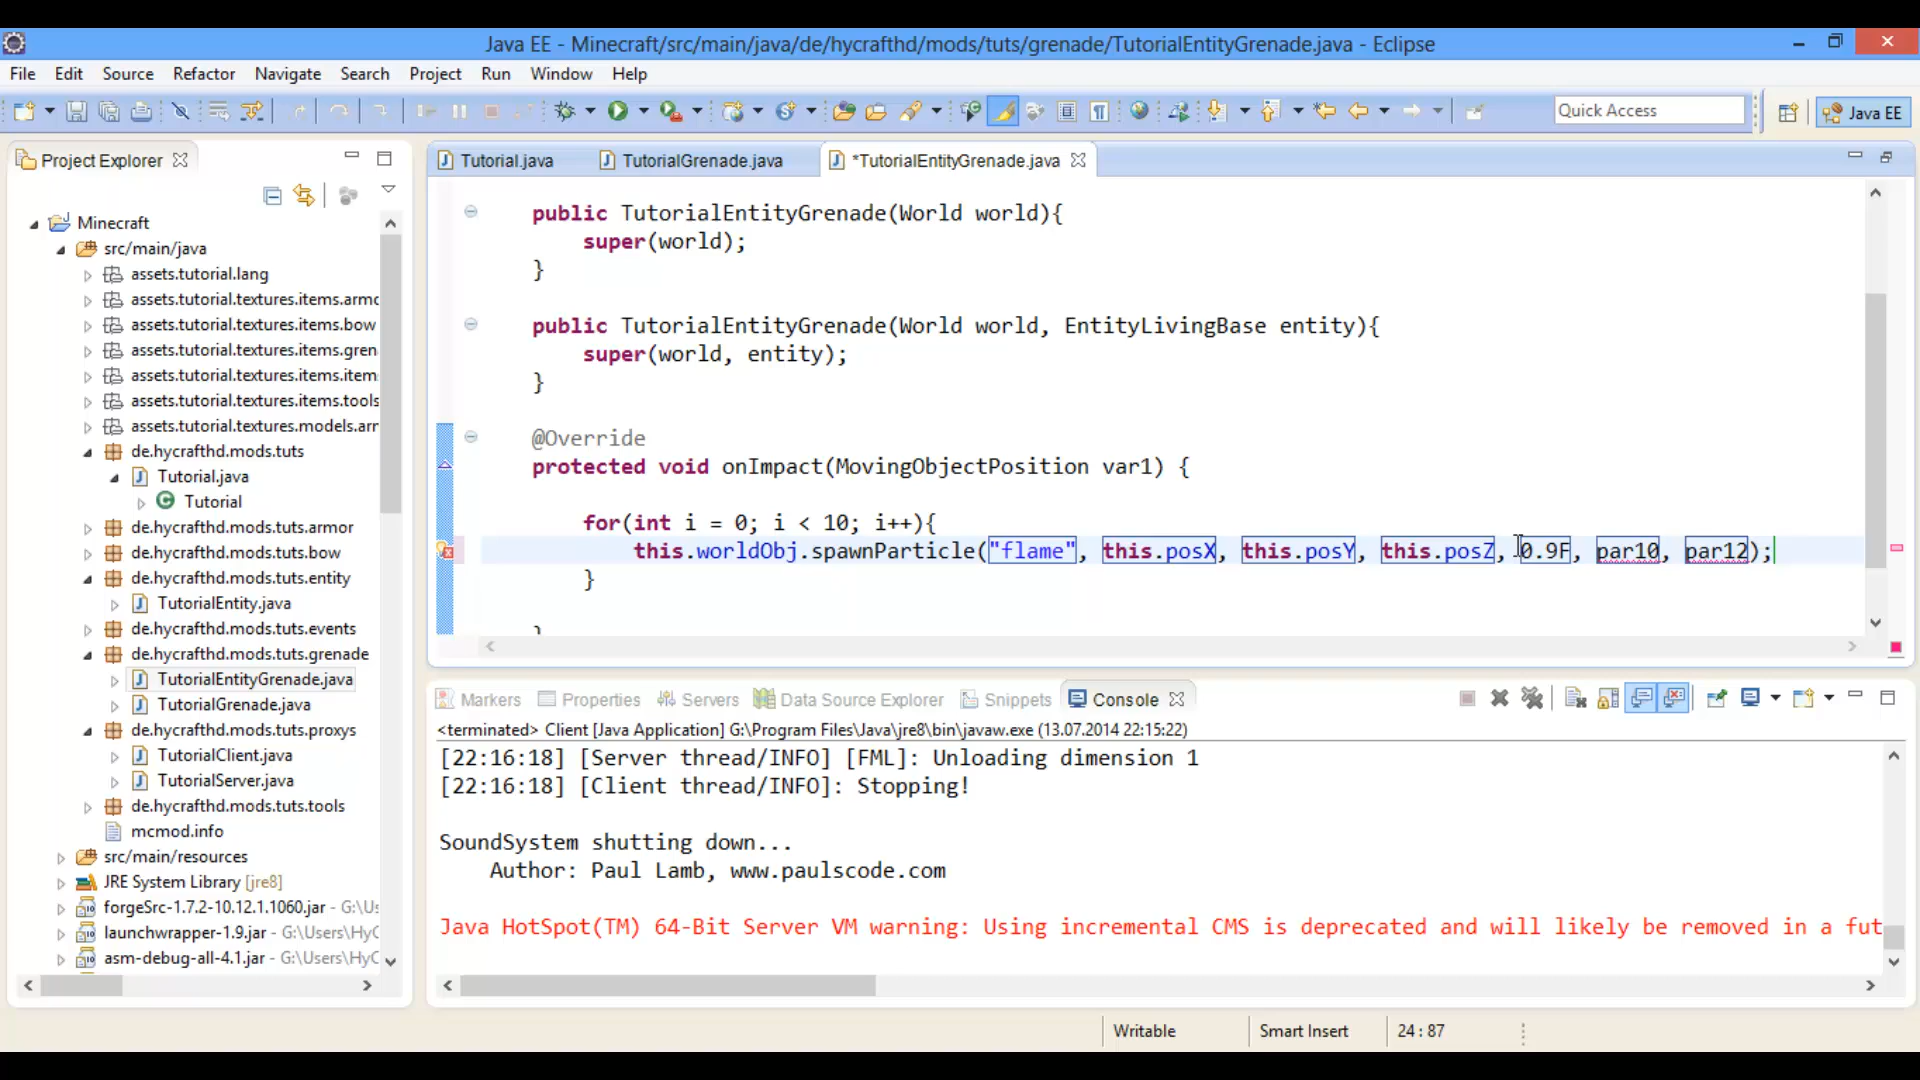 Java EE - Minecraft/src/main/java/de/hycrafthd/mods/tuts/grenade/TutorialEntityGrenade.java - Eclipse
File Edit Source Refactor Navigate Search Project Run Window Help
Quick Access
Java EE
Project Explorer
Minecraft
src/main/java
assets.tutorial.lang
assets.tutorial.textures.items.armo
assets.tutorial.textures.items.bow
assets.tutorial.textures.items.gren
assets.tutorial.textures.items.item
assets.tutorial.textures.items.tools
assets.tutorial.textures.models.arr
de.hycrafthd.mods.tuts
Tutorial.java
Tutorial
de.hycrafthd.mods.tuts.armor
de.hycrafthd.mods.tuts.bow
de.hycrafthd.mods.tuts.entity
TutorialEntity.java
de.hycrafthd.mods.tuts.events
de.hycrafthd.mods.tuts.grenade
TutorialEntityGrenade.java
TutorialGrenade.java
de.hycrafthd.mods.tuts.proxys
TutorialClient.java
TutorialServer.java
de.hycrafthd.mods.tuts.tools
mcmod.info
src/main/resources
JRE System Library [jre8]
forgeSrc-1.7.2-10.12.1.1060.jar - G:\Us
launchwrapper-1.9.jar - G:\Users\HyC
asm-debug-all-4.1.jar - G:\Users\HyC
Tutorial.java TutorialGrenade.java *TutorialEntityGrenade.java
public TutorialEntityGrenade(World world){
super(world);
}
public TutorialEntityGrenade(World world, EntityLivingBase entity){
super(world, entity);
}
@Override
protected void onImpact(MovingObjectPosition var1) {
for(int i = 0; i < 10; i++){
this.worldObj.spawnParticle("flame", this.posX, this.posY, this.posZ, 0.9F, par10, par12);
}
}
Markers Properties Servers Data Source Explorer Snippets Console
<terminated> Client [Java Application] G:\Program Files\Java\jre8\bin\javaw.exe (13.07.2014 22:15:22)
[22:16:18] [Server thread/INFO] [FML]: Unloading dimension 1
[22:16:18] [Client thread/INFO]: Stopping!
SoundSystem shutting down...
Author: Paul Lamb, www.paulscode.com
Java HotSpot(TM) 64-Bit Server VM warning: Using incremental CMS is deprecated and will likely be removed in a fut
Writable Smart Insert 24 : 87